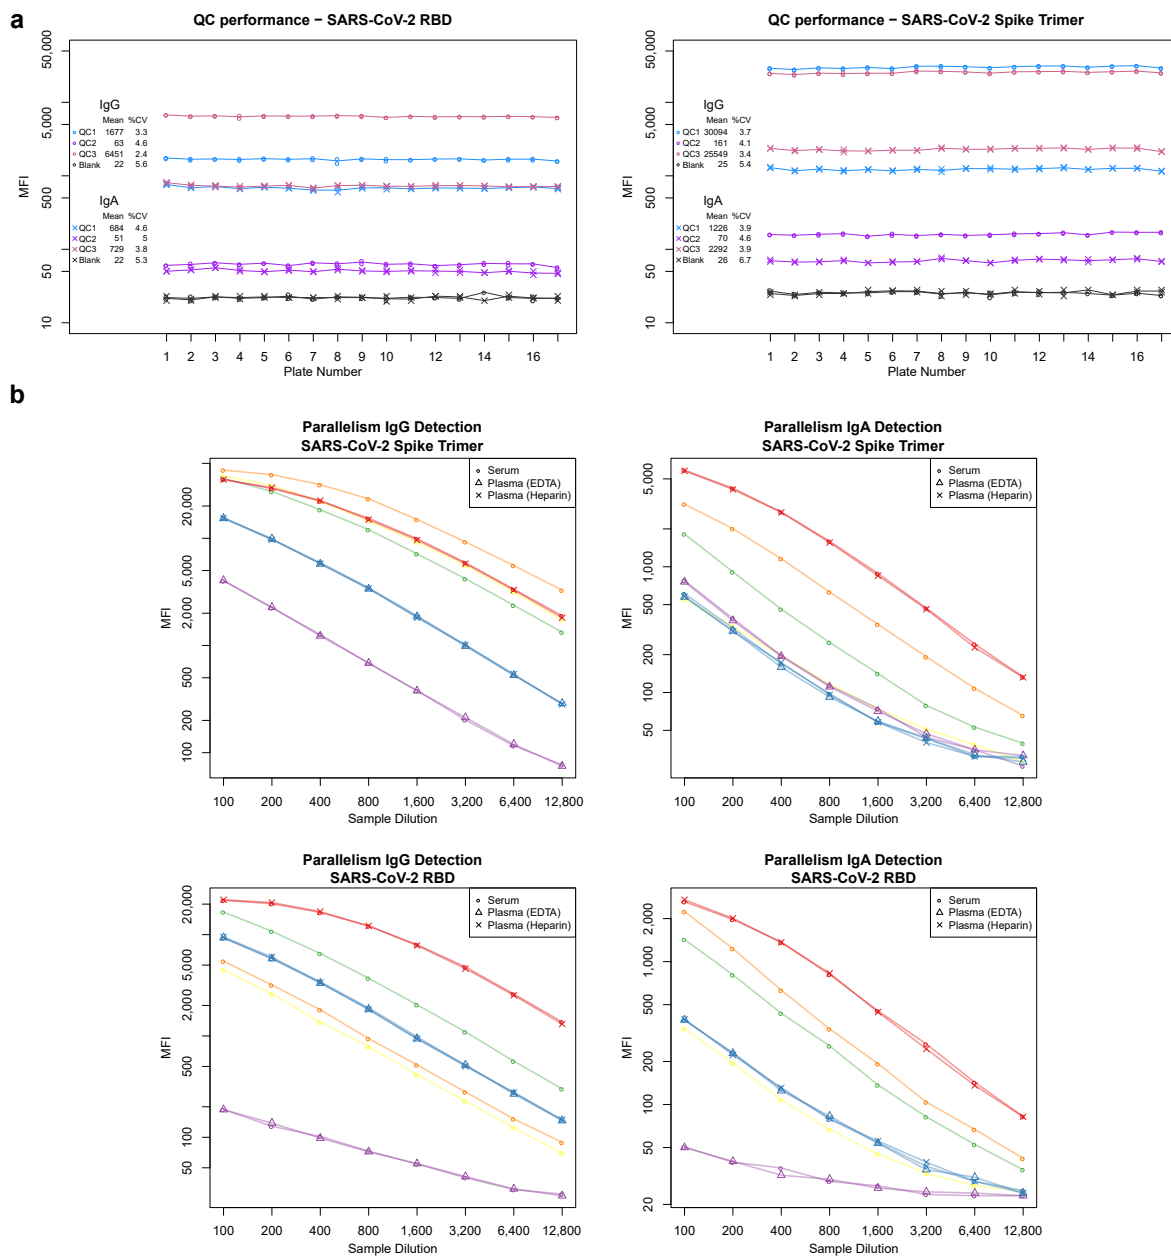 a
QC performance – SARS-CoV-2 RBD
50,000
5,000
500
50
10
MFI
IgG
Mean %CV
QC1 1677 3.3
QC2 63 4.6
QC3 6451 2.4
Blank 22 5.6
IgA
Mean %CV
QC1 684 4.6
QC2 51 5
QC3 729 3.8
Blank 22 5.3
1 2 3 4 5 6 7 8 9 10 12 14 16
Plate Number
QC performance – SARS-CoV-2 Spike Trimer
50,000
5,000
500
50
10
MFI
IgG
Mean %CV
QC1 30094 3.7
QC2 161 4.1
QC3 25549 3.4
Blank 25 5.4
IgA
Mean %CV
QC1 1226 3.9
QC2 70 4.6
QC3 2292 3.9
Blank 26 6.7
1 2 3 4 5 6 7 8 9 10 12 14 16
Plate Number
b
Parallelism IgG Detection
SARS-CoV-2 Spike Trimer
Serum
Plasma (EDTA)
Plasma (Heparin)
20,000
5,000
2,000
500
200
100
MFI
100 200 400 800 1,600 3,200 6,400 12,800
Sample Dilution
Parallelism IgA Detection
SARS-CoV-2 Spike Trimer
Serum
Plasma (EDTA)
Plasma (Heparin)
5,000
1,000
500
200
100
50
MFI
100 200 400 800 1,600 3,200 6,400 12,800
Sample Dilution
Parallelism IgG Detection
SARS-CoV-2 RBD
Serum
Plasma (EDTA)
Plasma (Heparin)
20,000
5,000
2,000
500
100
50
MFI
100 200 400 800 1,600 3,200 6,400 12,800
Sample Dilution
Parallelism IgA Detection
SARS-CoV-2 RBD
Serum
Plasma (EDTA)
Plasma (Heparin)
2,000
1,000
500
200
100
50
20
MFI
100 200 400 800 1,600 3,200 6,400 12,800
Sample Dilution